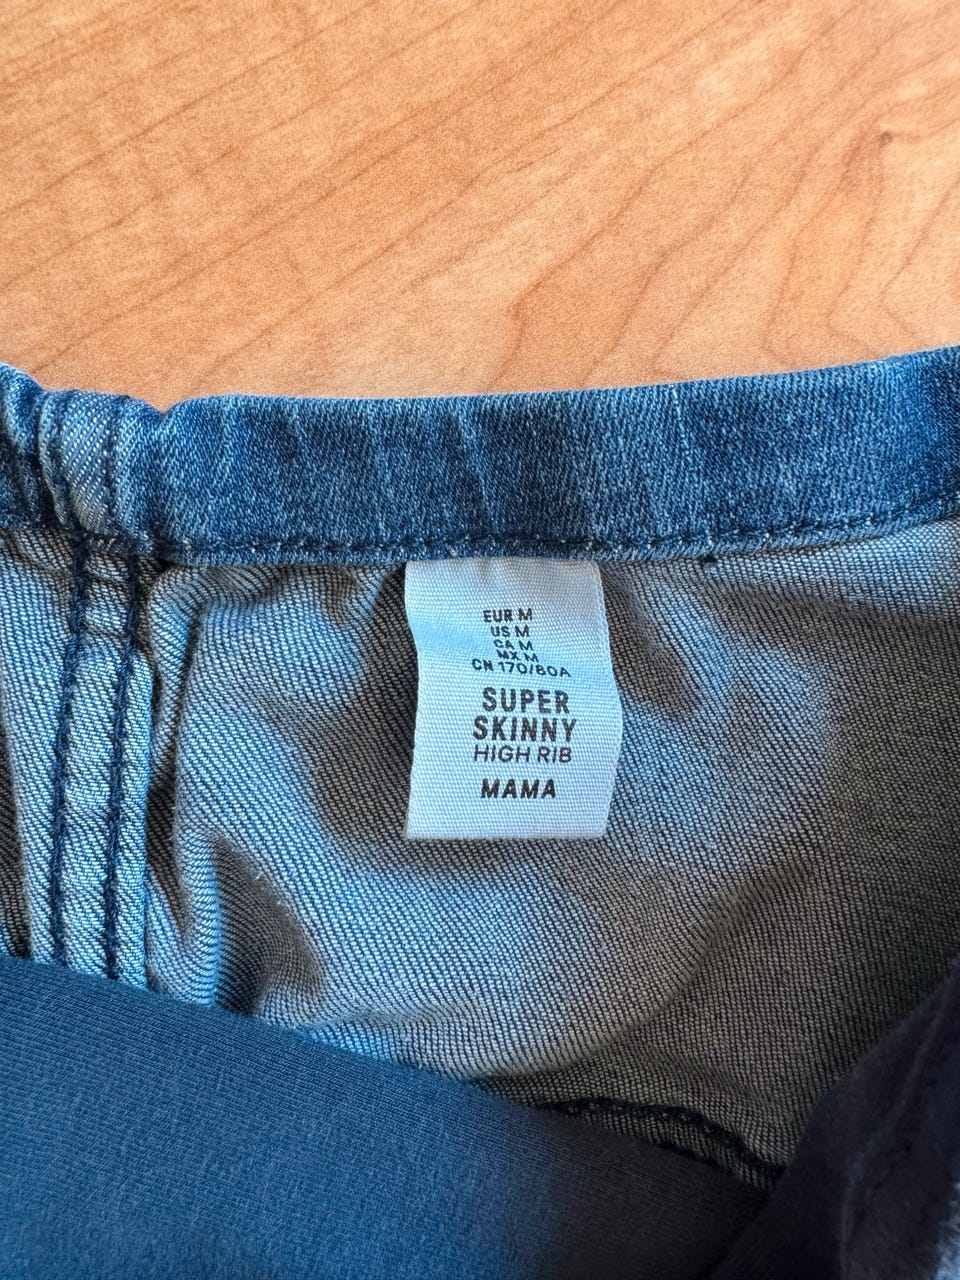 EUR M
US M
CA M
MX M
CN 170/80A
SUPER
SKINNY
HIGH RIB
MAMA